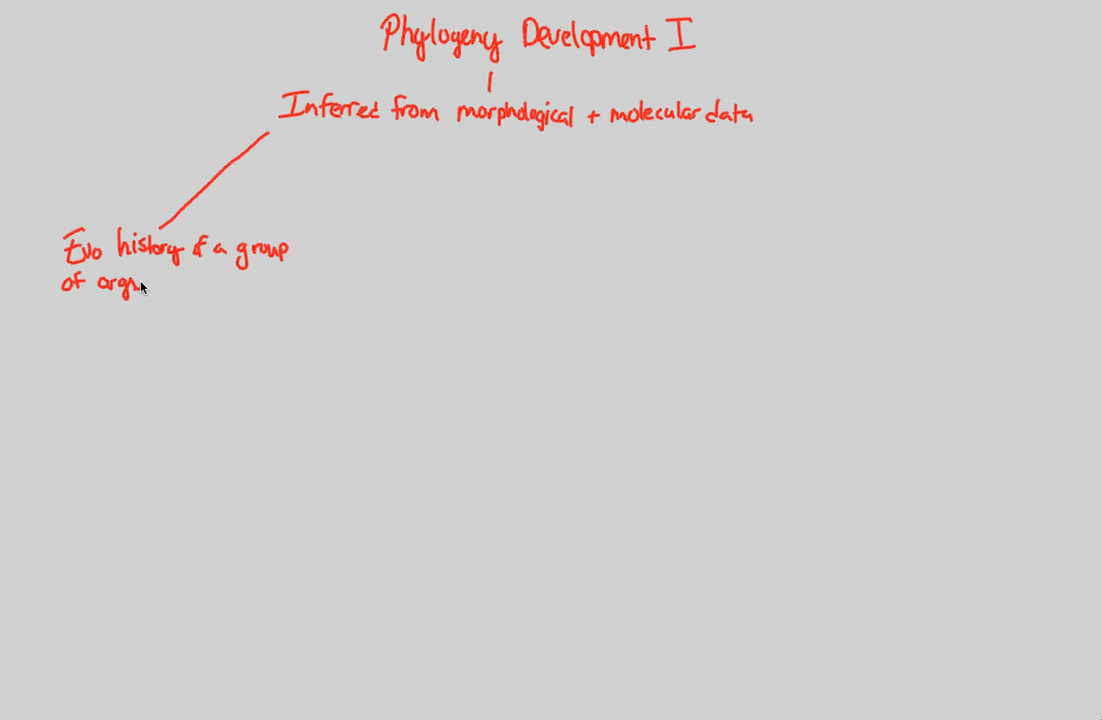 Phylogeny Development I
Inferred from morphological + molecular data
Evo history of a group
of orgs